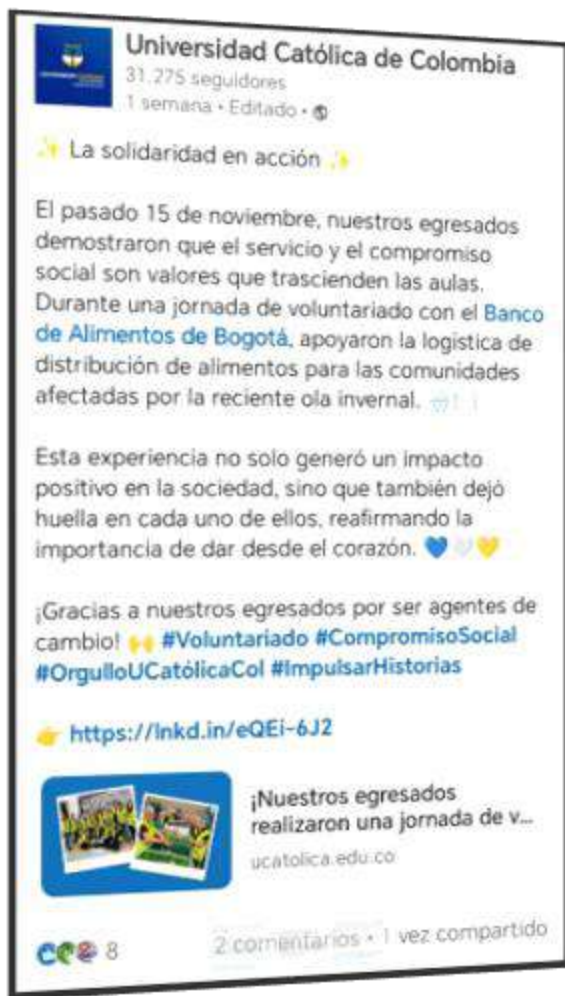 Universidad Católica de Colombia
31.275 seguidores
1 semana • Editado •
✨ La solidaridad en acción ✨
El pasado 15 de noviembre, nuestros egresados
demostraron que el servicio y el compromiso
social son valores que trascienden las aulas.
Durante una jornada de voluntariado con el Banco
de Alimentos de Bogotá, apoyaron la logística de
distribución de alimentos para las comunidades
afectadas por la reciente ola invernal.
Esta experiencia no solo generó un impacto
positivo en la sociedad, sino que también dejó
huella en cada uno de ellos, reafirmando la
importancia de dar desde el corazón. 💙🤍💛
¡Gracias a nuestros egresados por ser agentes de
cambio! 🙌 #Voluntariado #CompromisoSocial
#OrgulloUCatólicaCol #ImpulsarHistorias
👉 https://lnkd.in/eQEi-6J2
¡Nuestros egresados
realizaron una jornada de v...
ucatolica.edu.co
8
2 comentarios • 1 vez compartido